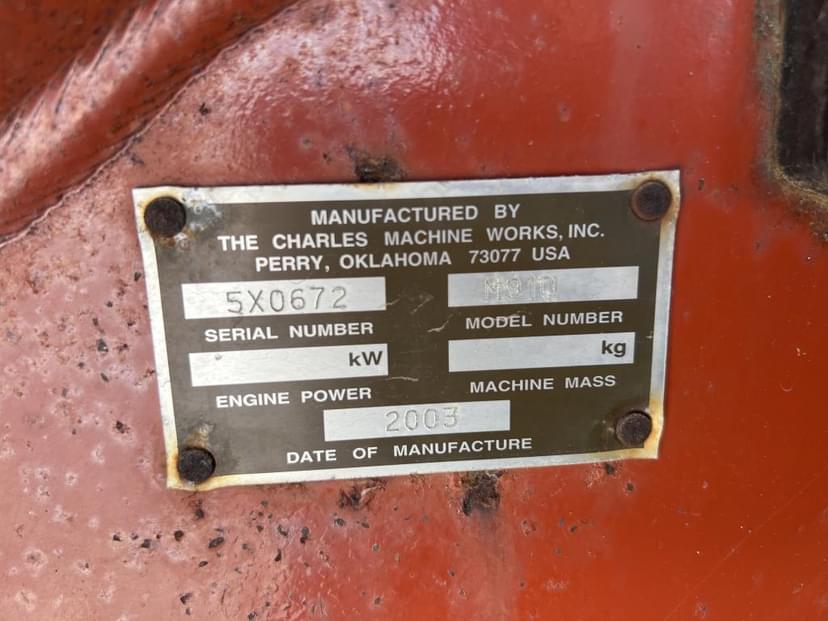 MANUFACTURED BY
THE CHARLES MACHINE WORKS, INC.
PERRY, OKLAHOMA 73077 USA
5X0672 M910
SERIAL NUMBER MODEL NUMBER
kW kg
ENGINE POWER MACHINE MASS
2003
DATE OF MANUFACTURE